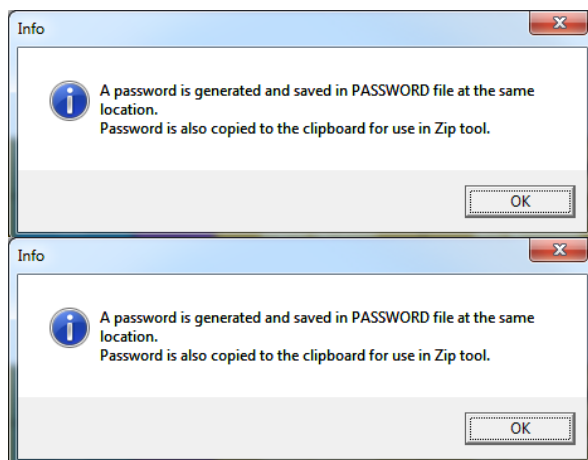 Info
A password is generated and saved in PASSWORD file at the same
location.
Password is also copied to the clipboard for use in Zip tool.
OK
Info
A password is generated and saved in PASSWORD file at the same
location.
Password is also copied to the clipboard for use in Zip tool.
OK